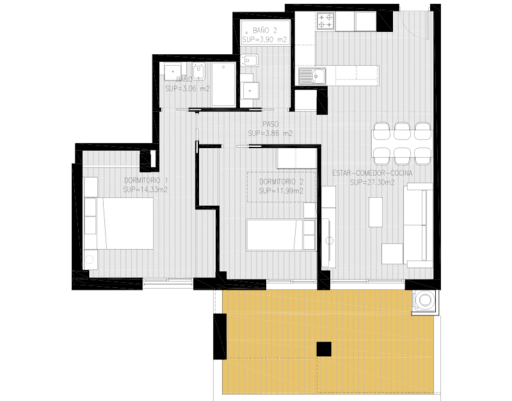 BAÑO 2
SUP=3.90 m2
BAÑO 1
SUP=3.06 m2
PASO
SUP=3.86 m2
DORMITORIO 1
SUP=14.33m2
DORMITORIO 2
SUP=11.99m2
ESTAR-COMEDOR-COCINA
SUP=27.30m2